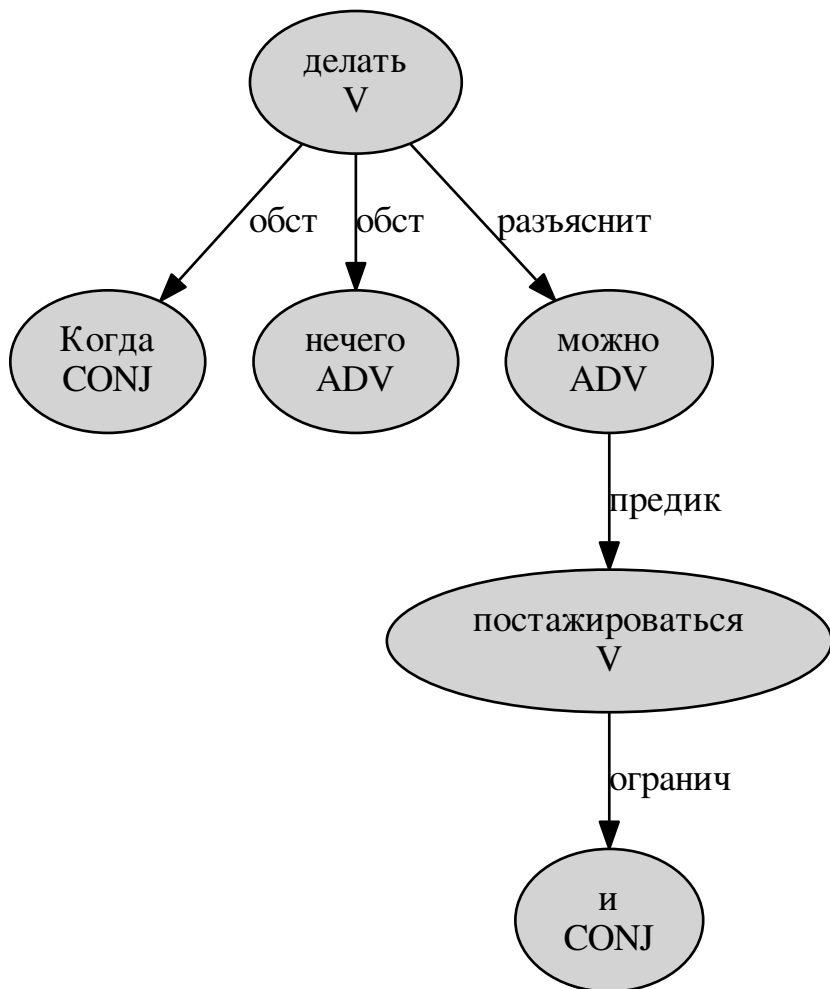 делать
V
обст
обст
разъяснит
Когда
CONJ
нечего
ADV
можно
ADV
предик
постажироваться
V
огранич
и
CONJ